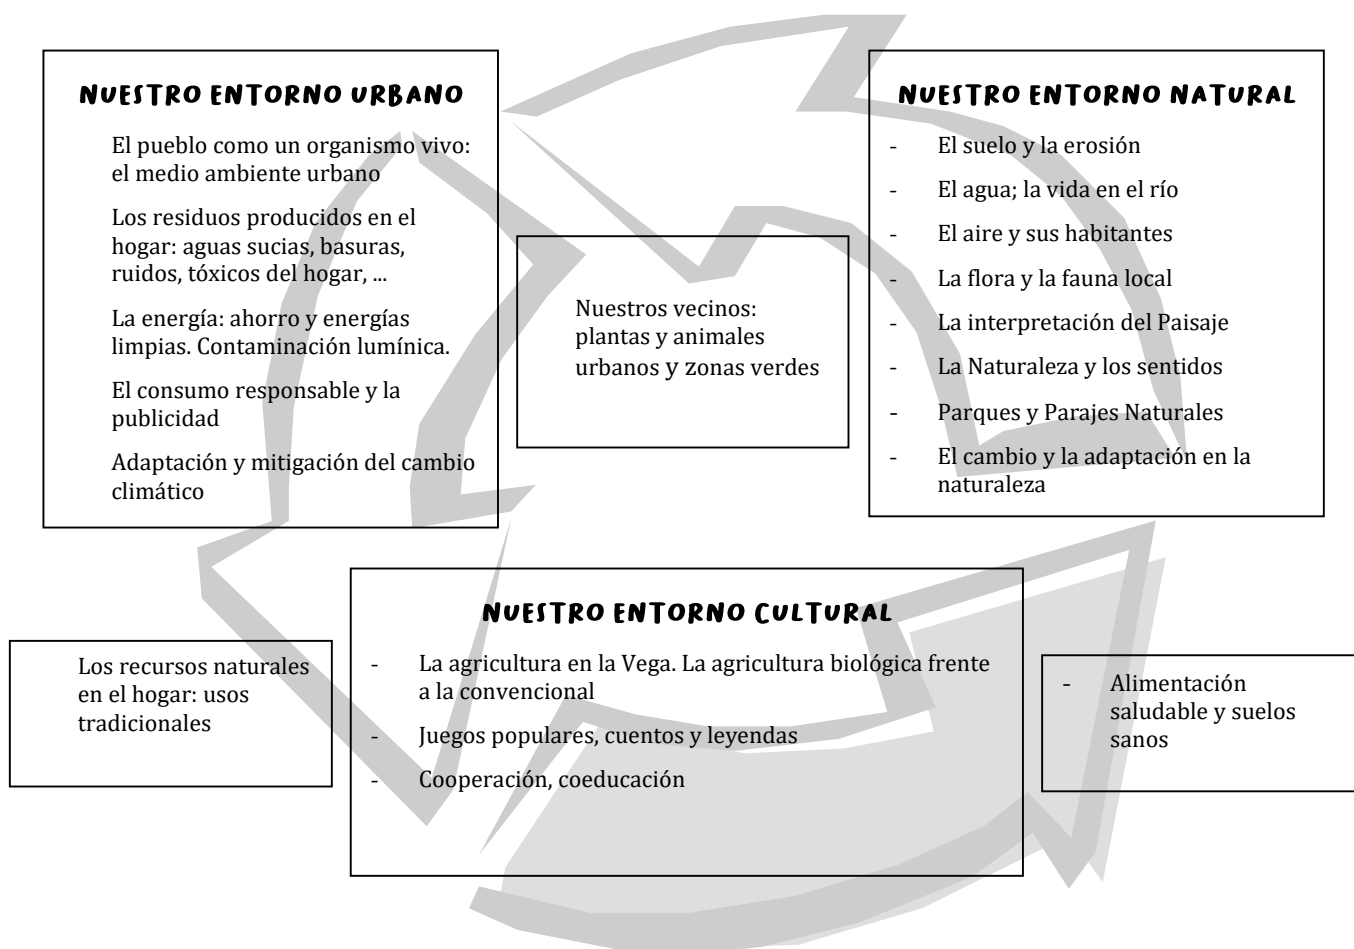 NUESTRO ENTORNO URBANO
El pueblo como un organismo vivo:
el medio ambiente urbano
Los residuos producidos en el
hogar: aguas sucias, basuras,
ruidos, tóxicos del hogar, ...
La energía: ahorro y energías
limpias. Contaminación lumínica.
El consumo responsable y la
publicidad
Adaptación y mitigación del cambio
climático
Nuestros vecinos:
plantas y animales
urbanos y zonas verdes
NUESTRO ENTORNO NATURAL
- El suelo y la erosión
- El agua; la vida en el río
- El aire y sus habitantes
- La flora y la fauna local
- La interpretación del Paisaje
- La Naturaleza y los sentidos
- Parques y Parajes Naturales
- El cambio y la adaptación en la
naturaleza
Los recursos naturales
en el hogar: usos
tradicionales
NUESTRO ENTORNO CULTURAL
- La agricultura en la Vega. La agricultura biológica frente
a la convencional
- Juegos populares, cuentos y leyendas
- Cooperación, coeducación
- Alimentación
saludable y suelos
sanos